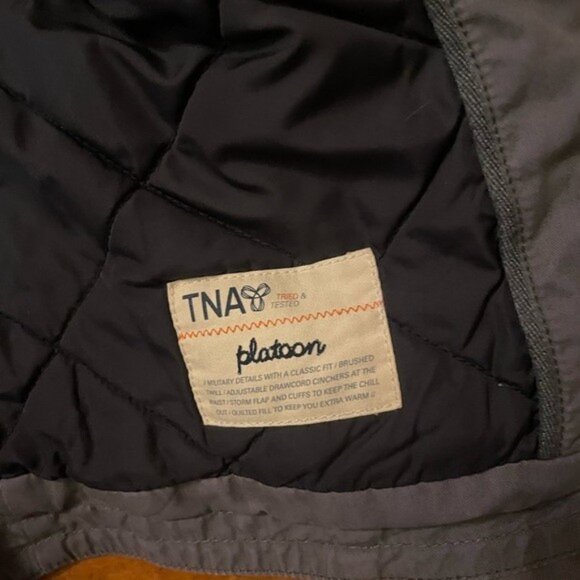 TNA TRIED &
TESTED
platoon
/ MILITARY DETAILS WITH A CLASSIC FIT / BRUSHED
TWILL / ADJUSTABLE DRAWCORD CINCHERS AT THE
WAIST / STORM FLAP AND CUFFS TO KEEP THE CHILL
OUT / QUILTED FILL TO KEEP YOU EXTRA WARM //